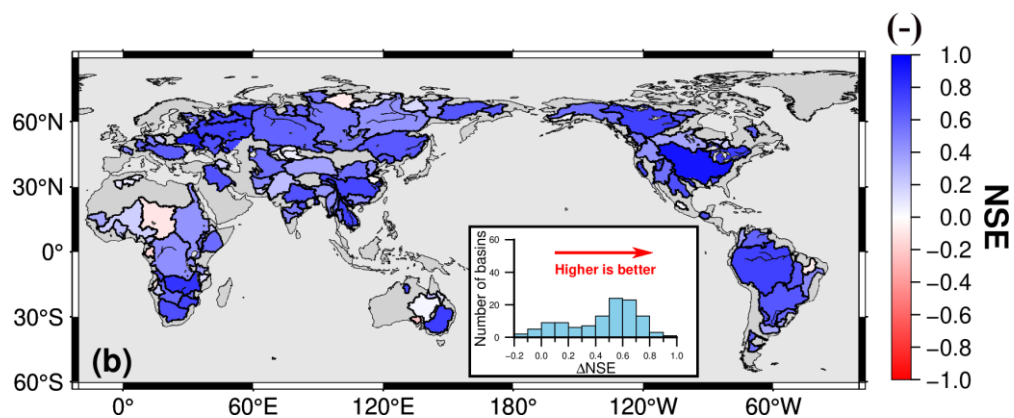 (-)
60°N
30°N
0°
30°S
60°S
(b)
0°
60°E
120°E
180°
120°W
60°W
Number of basins
60
40
20
0
Higher is better
-0.2
0.0
0.2
0.4
0.6
0.8
1.0
ΔNSE
1.0
0.8
0.6
0.4
0.2
0.0
−0.2
−0.4
−0.6
−0.8
−1.0
NSE